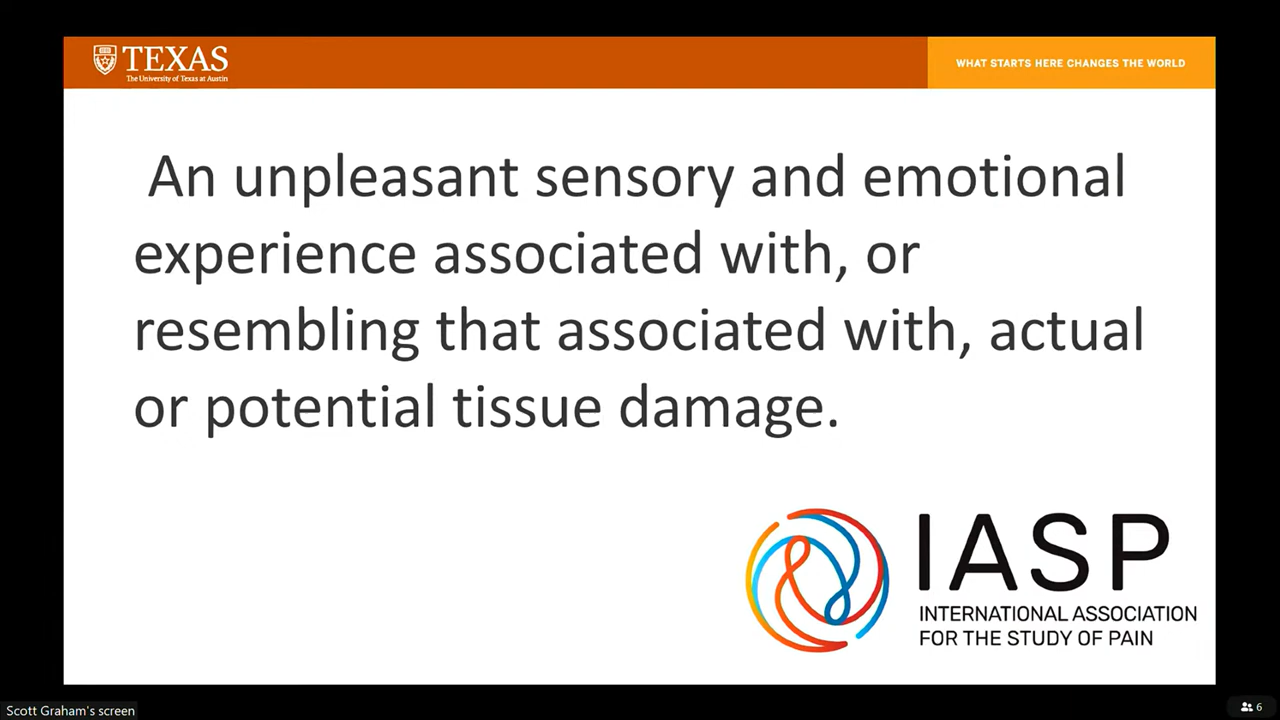 TEXAS
The University of Texas at Austin
WHAT STARTS HERE CHANGES THE WORLD
An unpleasant sensory and emotional
experience associated with, or
resembling that associated with, actual
or potential tissue damage.
IASP
INTERNATIONAL ASSOCIATION
FOR THE STUDY OF PAIN
Scott Graham's screen
6